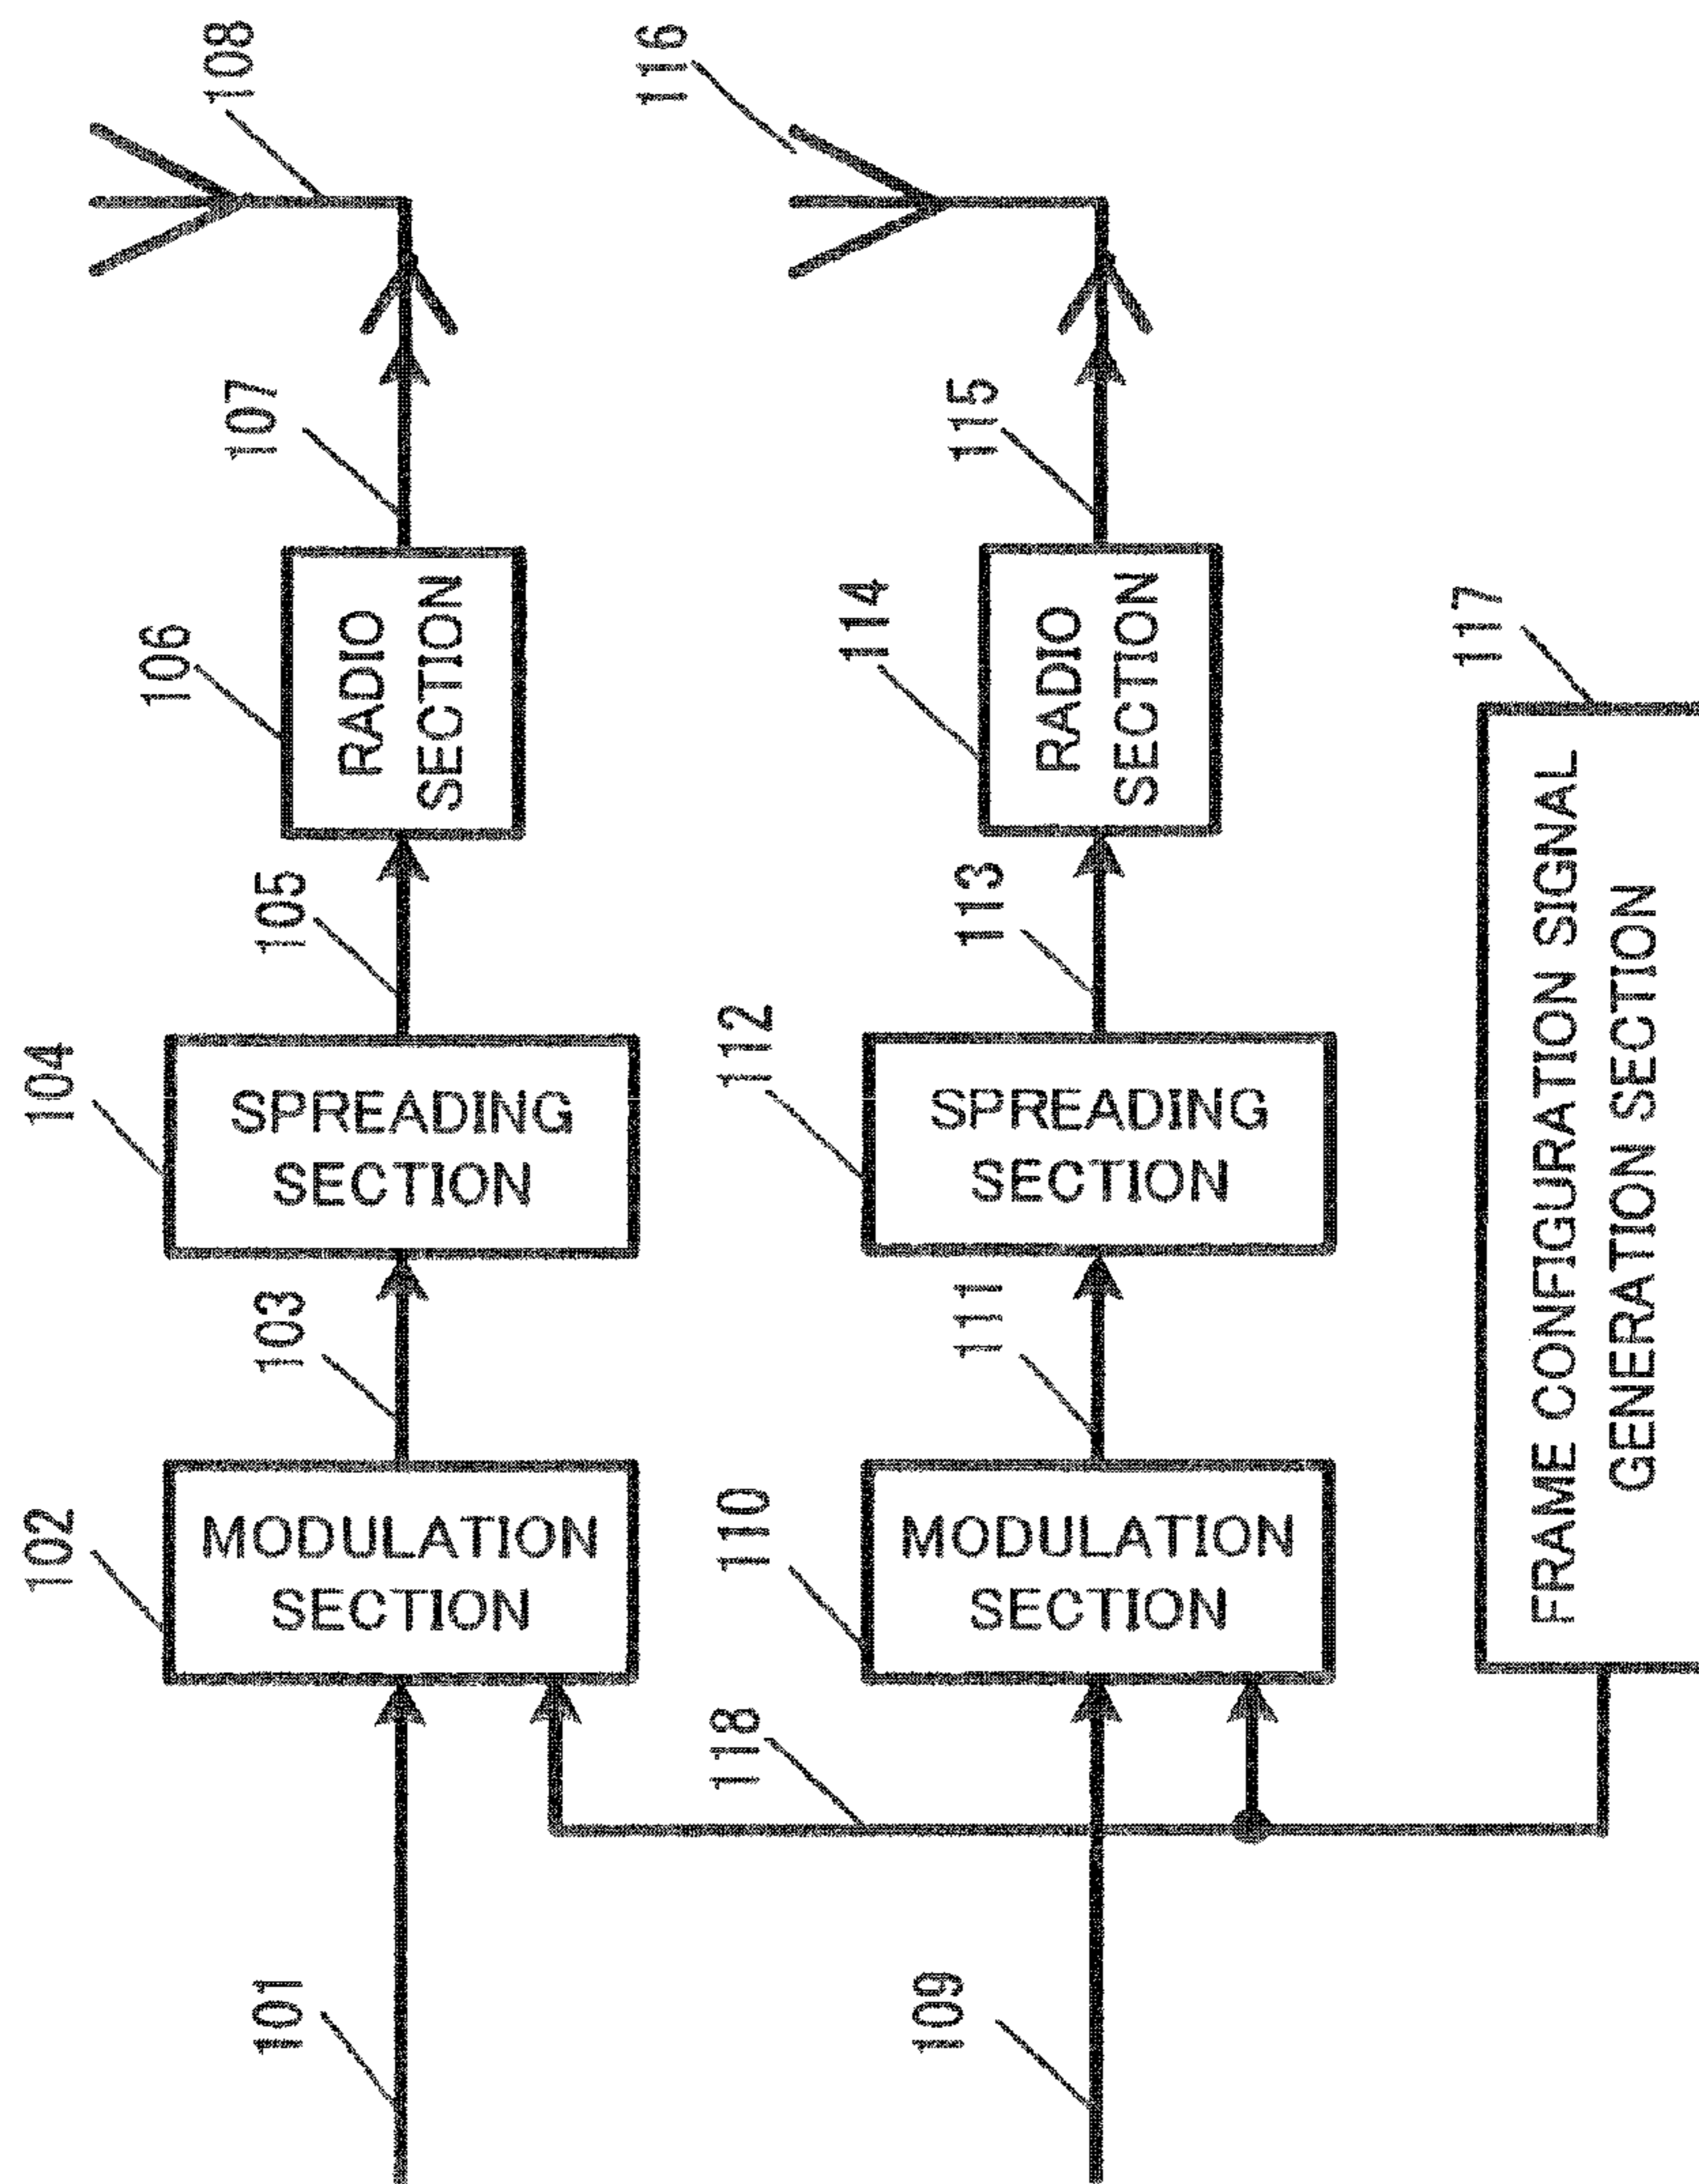 101
102
MODULATION
SECTION
103
104
SPREADING
SECTION
105
106
RADIO
SECTION
107
108
109
118
110
MODULATION
SECTION
111
112
SPREADING
SECTION
113
114
RADIO
SECTION
115
116
FRAME CONFIGURATION SIGNAL
GENERATION SECTION
117